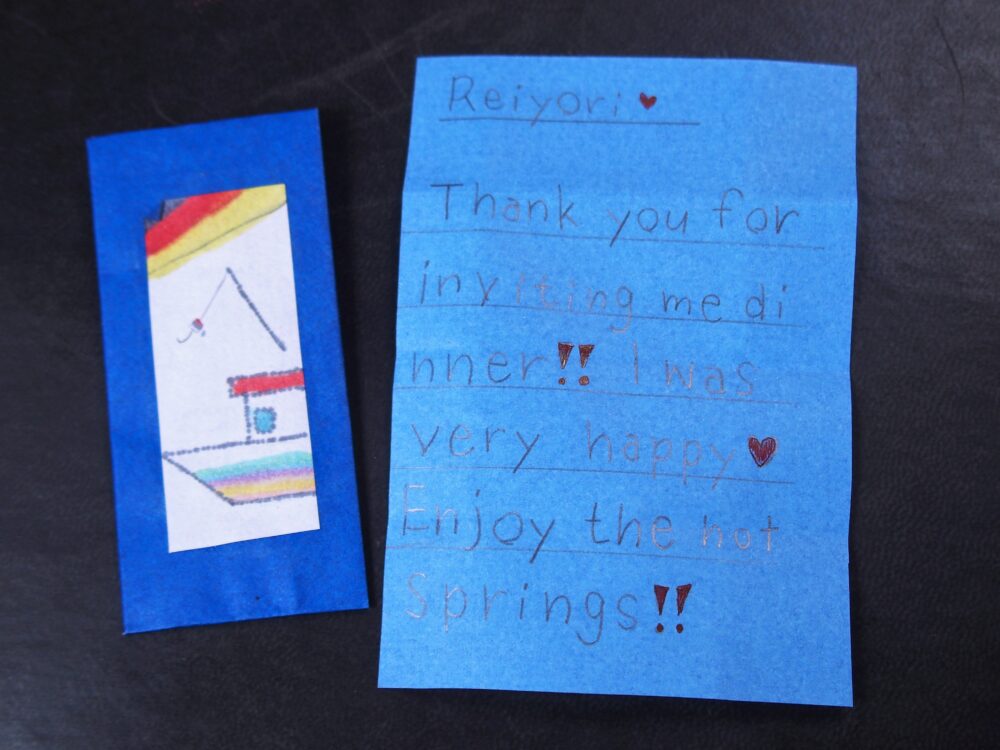 Reiyori ♥
Thank you for
inviting me di
nner!! I was
very happy ♥
Enjoy the hot
Springs!!